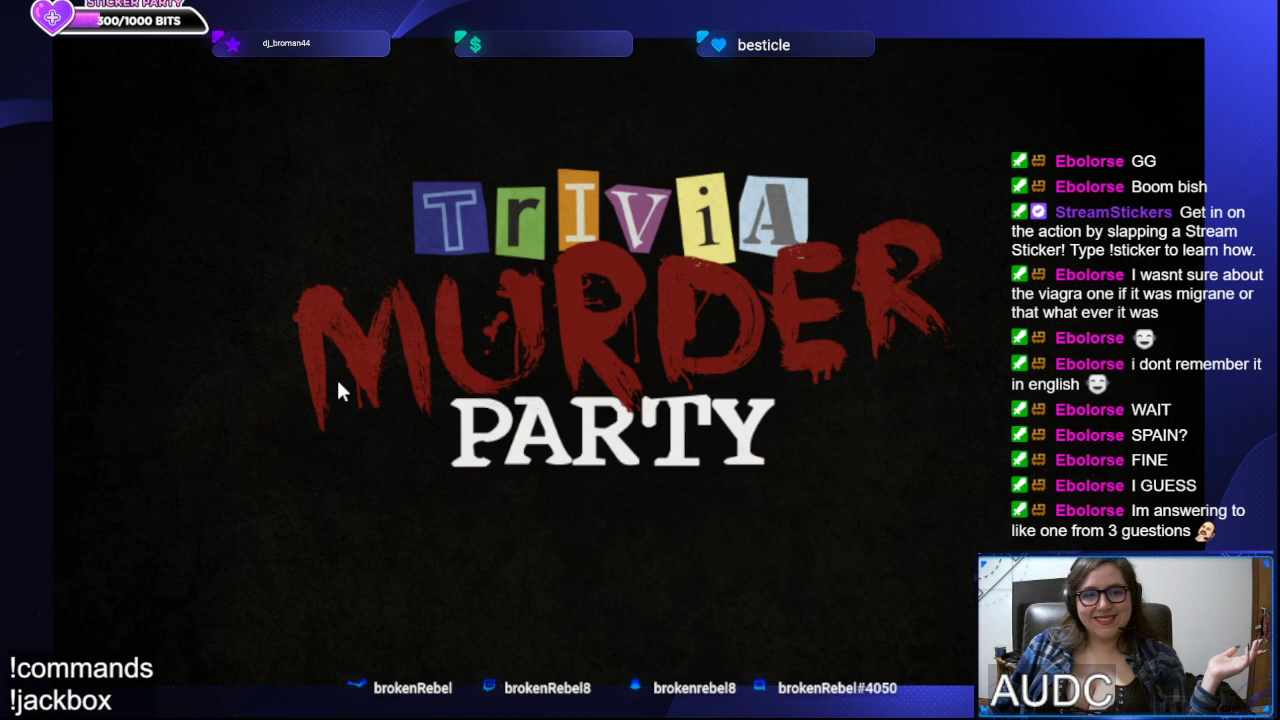 STICKER PARTY
300/1000 BITS
dj_broman44
$
besticle
TrIViA
MURDER
PARTY
Ebolorse GG
Ebolorse Boom bish
StreamStickers Get in on
the action by slapping a Stream
Sticker! Type !sticker to learn how.
Ebolorse I wasnt sure about
the viagra one if it was migrane or
that what ever it was
Ebolorse
Ebolorse i dont remember it
in english
Ebolorse WAIT
Ebolorse SPAIN?
Ebolorse FINE
Ebolorse I GUESS
Ebolorse Im answering to
like one from 3 guestions
!commands
!jackbox
brokenRebel
brokenRebel8
brokenrebel8
brokenRebel#4050
AUDC